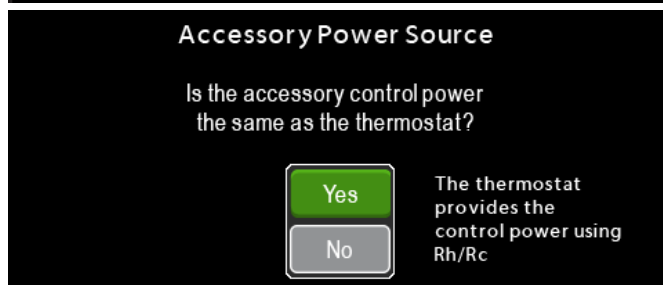 Accessory Power Source
Is the accessory control power
the same as the thermostat?
Yes
No
The thermostat
provides the
control power using
Rh/Rc